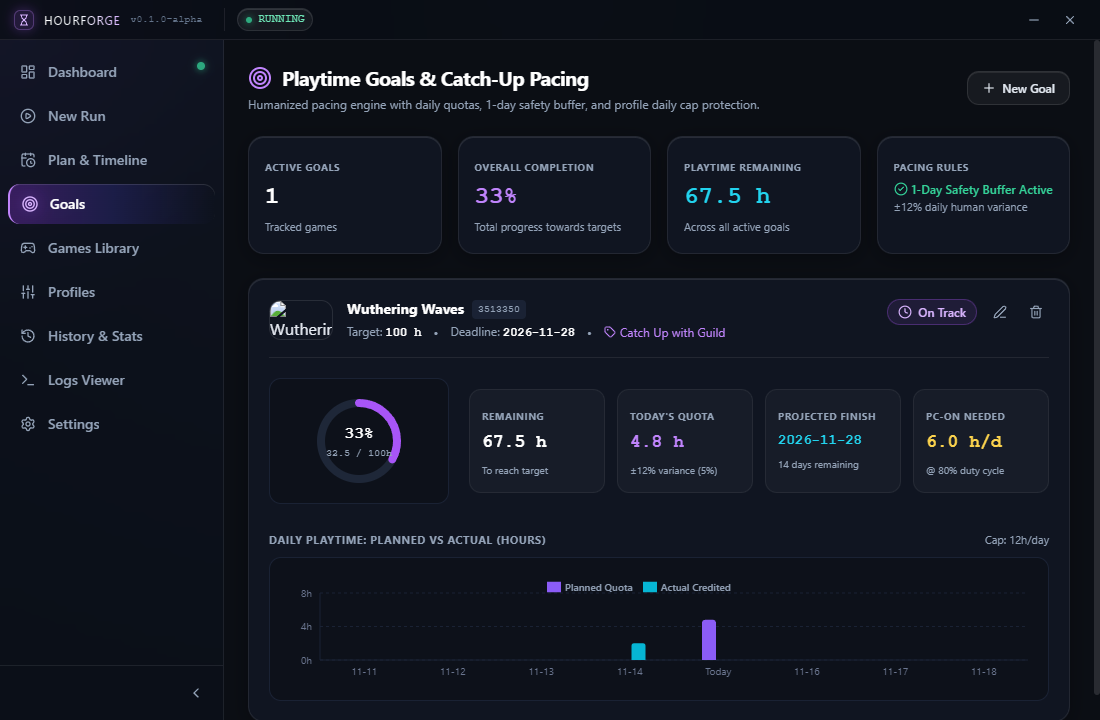 HOURFORGE v0.1.0-alpha RUNNING
Dashboard
New Run
Plan & Timeline
Goals
Games Library
Profiles
History & Stats
Logs Viewer
Settings
Playtime Goals & Catch-Up Pacing
Humanized pacing engine with daily quotas, 1-day safety buffer, and profile daily cap protection.
+ New Goal
ACTIVE GOALS
1
Tracked games
OVERALL COMPLETION
33%
Total progress towards targets
PLAYTIME REMAINING
67.5 h
Across all active goals
PACING RULES
1-Day Safety Buffer Active
±12% daily human variance
Wutherin
Wuthering Waves 3513350
Target: 100 h • Deadline: 2026-11-28 • Catch Up with Guild
On Track
33%
32.5 / 100h
REMAINING
67.5 h
To reach target
TODAY'S QUOTA
4.8 h
±12% variance (5%)
PROJECTED FINISH
2026-11-28
14 days remaining
PC-ON NEEDED
6.0 h/d
@ 80% duty cycle
DAILY PLAYTIME: PLANNED VS ACTUAL (HOURS)
Cap: 12h/day
Planned Quota Actual Credited
8h
4h
0h
11-11 11-12 11-13 11-14 Today 11-16 11-17 11-18